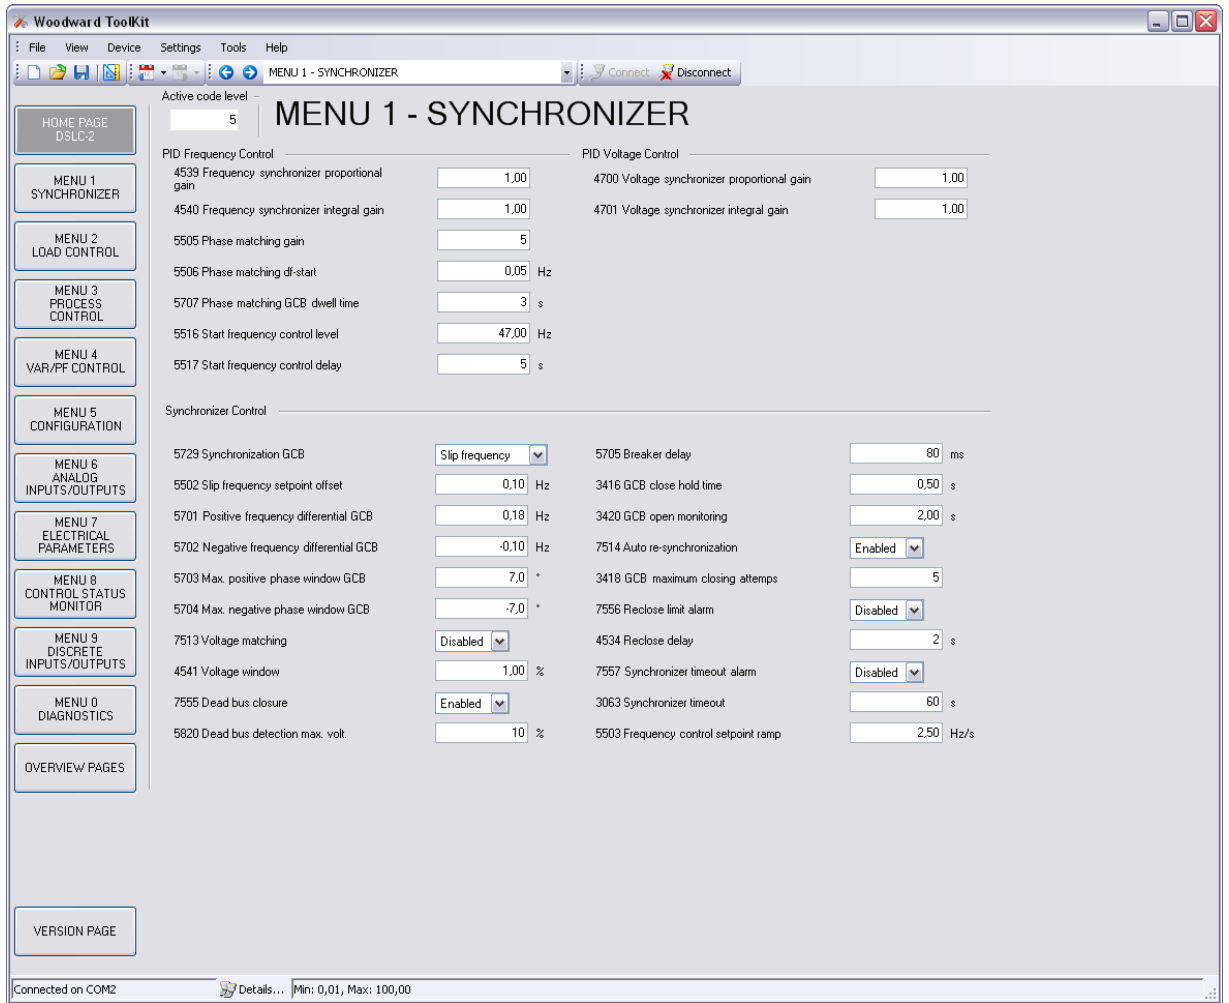 Woodward ToolKit
File View Device Settings Tools Help
MENU 1 - SYNCHRONIZER Connect Disconnect
Active code level
5
MENU 1 - SYNCHRONIZER
HOME PAGE
DSLC-2
MENU 1
SYNCHRONIZER
MENU 2
LOAD CONTROL
MENU 3
PROCESS
CONTROL
MENU 4
VAR/PF CONTROL
MENU 5
CONFIGURATION
MENU 6
ANALOG
INPUTS/OUTPUTS
MENU 7
ELECTRICAL
PARAMETERS
MENU 8
CONTROL STATUS
MONITOR
MENU 9
DISCRETE
INPUTS/OUTPUTS
MENU 0
DIAGNOSTICS
OVERVIEW PAGES
VERSION PAGE
PID Frequency Control
4539 Frequency synchronizer proportional
gain 1,00
4540 Frequency synchronizer integral gain 1,00
5505 Phase matching gain 5
5506 Phase matching df-start 0,05 Hz
5707 Phase matching GCB dwell time 3 s
5516 Start frequency control level 47,00 Hz
5517 Start frequency control delay 5 s
PID Voltage Control
4700 Voltage synchronizer proportional gain 1,00
4701 Voltage synchronizer integral gain 1,00
Synchronizer Control
5729 Synchronization GCB Slip frequency
5502 Slip frequency setpoint offset 0,10 Hz
5701 Positive frequency differential GCB 0,18 Hz
5702 Negative frequency differential GCB -0,10 Hz
5703 Max. positive phase window GCB 7,0 °
5704 Max. negative phase window GCB -7,0 °
7513 Voltage matching Disabled
4541 Voltage window 1,00 %
7555 Dead bus closure Enabled
5820 Dead bus detection max. volt. 10 %
5705 Breaker delay 80 ms
3416 GCB close hold time 0,50 s
3420 GCB open monitoring 2,00 s
7514 Auto re-synchronization Enabled
3418 GCB maximum closing attemps 5
7556 Reclose limit alarm Disabled
4534 Reclose delay 2 s
7557 Synchronizer timeout alarm Disabled
3063 Synchronizer timeout 60 s
5503 Frequency control setpoint ramp 2,50 Hz/s
Connected on COM2 Details... Min: 0,01, Max: 100,00